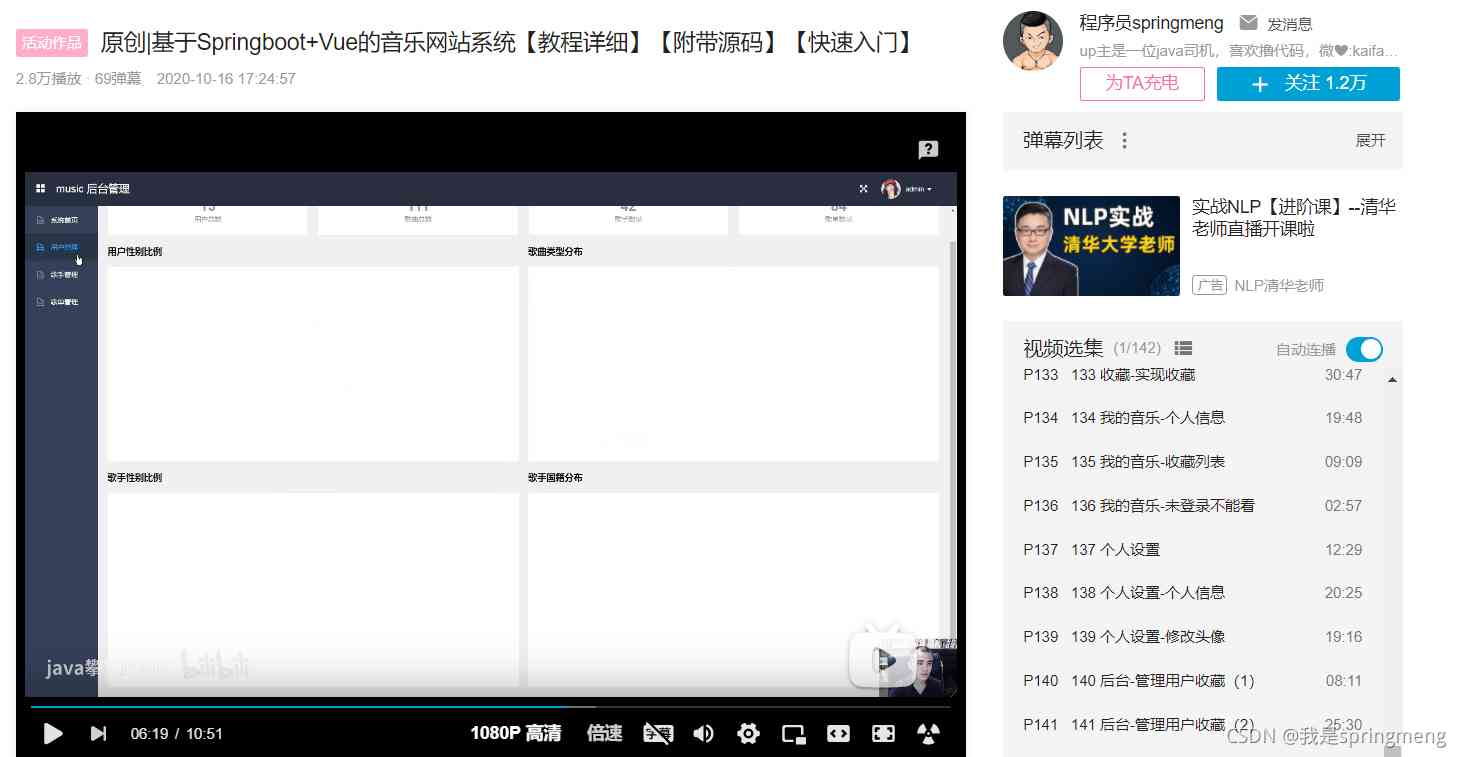 活动作品 原创|基于Springboot+Vue的音乐网站系统【教程详细】【附带源码】【快速入门】
2.8万播放 · 69弹幕 2020-10-16 17:24:57
程序员springmeng 发消息
up主是一位java司机，喜欢撸代码，微❤:kaifa...
为TA充电
+ 关注 1.2万
music 后台管理
admin
系统首页
用户管理
歌手管理
歌单管理
用户总数
歌曲总数
111
42
用户性别比例
歌曲类型分布
歌手性别比例
歌手国籍分布
java攀
bilibili
06:19 / 10:51
1080P 高清
倍速
字幕
弹幕列表
展开
NLP实战
清华大学老师
实战NLP【进阶课】--清华
老师直播开课啦
广告 NLP清华老师
视频选集 (1/142)
自动连播
P133 133 收藏-实现收藏 30:47
P134 134 我的音乐-个人信息 19:48
P135 135 我的音乐-收藏列表 09:09
P136 136 我的音乐-未登录不能看 02:57
P137 137 个人设置 12:29
P138 138 个人设置-个人信息 20:25
P139 139 个人设置-修改头像 19:16
P140 140 后台-管理用户收藏（1） 08:11
P141 141 后台-管理用户收藏（2） 25:30
CSDN @我是springmeng